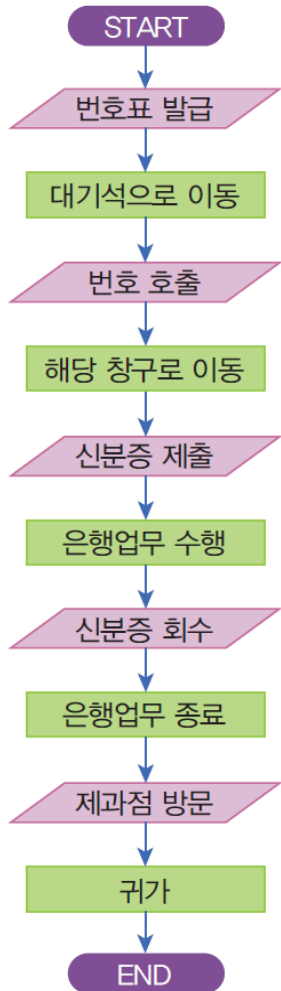 START
번호표 발급
대기석으로 이동
번호 호출
해당 창구로 이동
신분증 제출
은행업무 수행
신분증 회수
은행업무 종료
제과점 방문
귀가
END